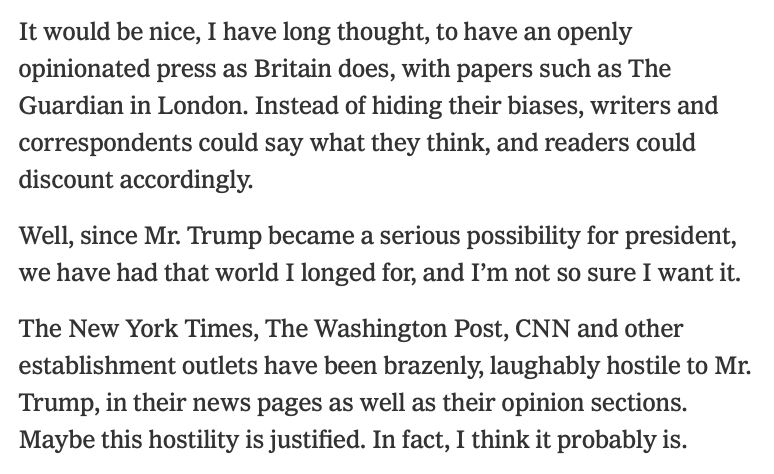 It would be nice, I have long thought, to have an openly
opinionated press as Britain does, with papers such as The
Guardian in London. Instead of hiding their biases, writers and
correspondents could say what they think, and readers could
discount accordingly.
Well, since Mr. Trump became a serious possibility for president,
we have had that world I longed for, and I’m not so sure I want it.
The New York Times, The Washington Post, CNN and other
establishment outlets have been brazenly, laughably hostile to Mr.
Trump, in their news pages as well as their opinion sections.
Maybe this hostility is justified. In fact, I think it probably is.